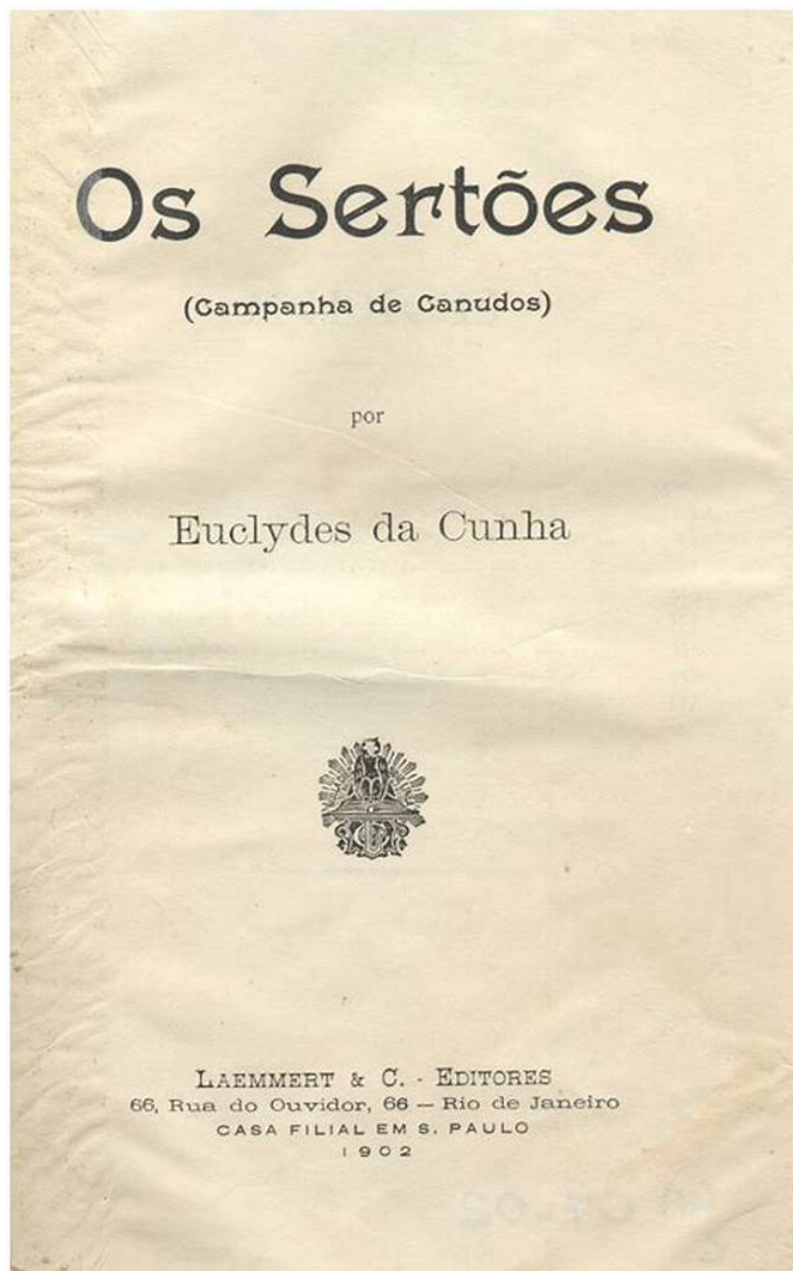 Os Sertões
(Campanha de Canudos)
por
Euclydes da Cunha
LAEMMERT & C. - EDITORES
66, Rua do Ouvidor, 66 — Rio de Janeiro
CASA FILIAL EM S. PAULO
1902